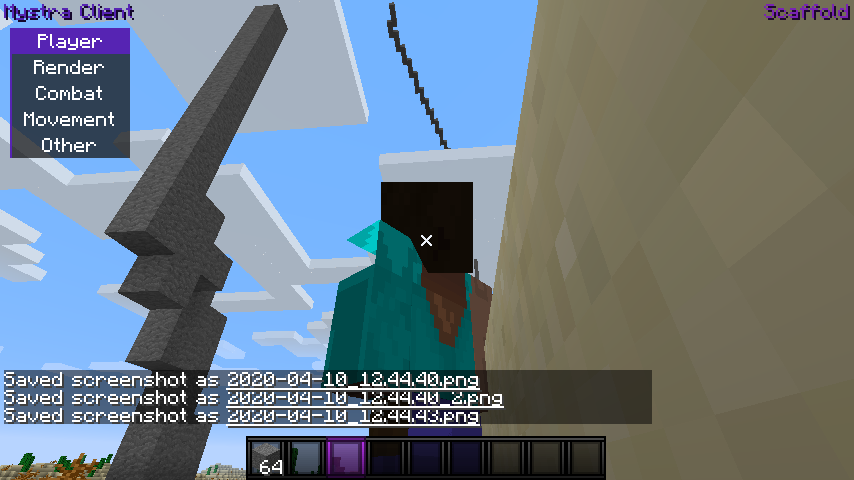 Nystra Client
Scaffold
Player
Render
Combat
Movement
Other
Saved screenshot as 2020-04-10_12.44.40.png
Saved screenshot as 2020-04-10_12.44.40_2.png
Saved screenshot as 2020-04-10_12.44.43.png
64